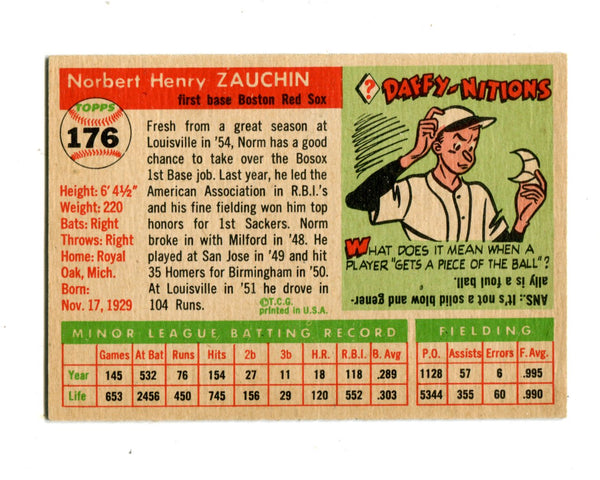 Norbert Henry ZAUCHIN
first base Boston Red Sox
TOPPS
176
Height: 6' 4½"
Weight: 220
Bats: Right
Throws: Right
Home: Royal
Oak, Mich.
Born:
Nov. 17, 1929
Fresh from a great season at
Louisville in '54, Norm has a good
chance to take over the Bosox
1st Base job. Last year, he led the
American Association in R.B.I.'s
and his fine fielding won him top
honors for 1st Sackers. Norm
broke in with Milford in '48. He
played at San Jose in '49 and hit
35 Homers for Birmingham in '50.
At Louisville in '51 he drove in
104 Runs.
©T.C.G.
printed in U.S.A.
?
DAFFY-NITIONS
WHAT DOES IT MEAN WHEN A
PLAYER "GETS A PIECE OF THE BALL"?
ANS.: It's not a solid blow and gener-
ally is a foul ball.
MINOR LEAGUE BATTING RECORD
FIELDING
Games At Bat Runs Hits 2b 3b H.R. R.B.I. B. Avg P.O. Assists Errors F. Avg.
Year 145 532 76 154 27 11 18 118 .289 1128 57 6 .995
Life 653 2456 450 745 156 29 120 552 .303 5344 355 60 .990